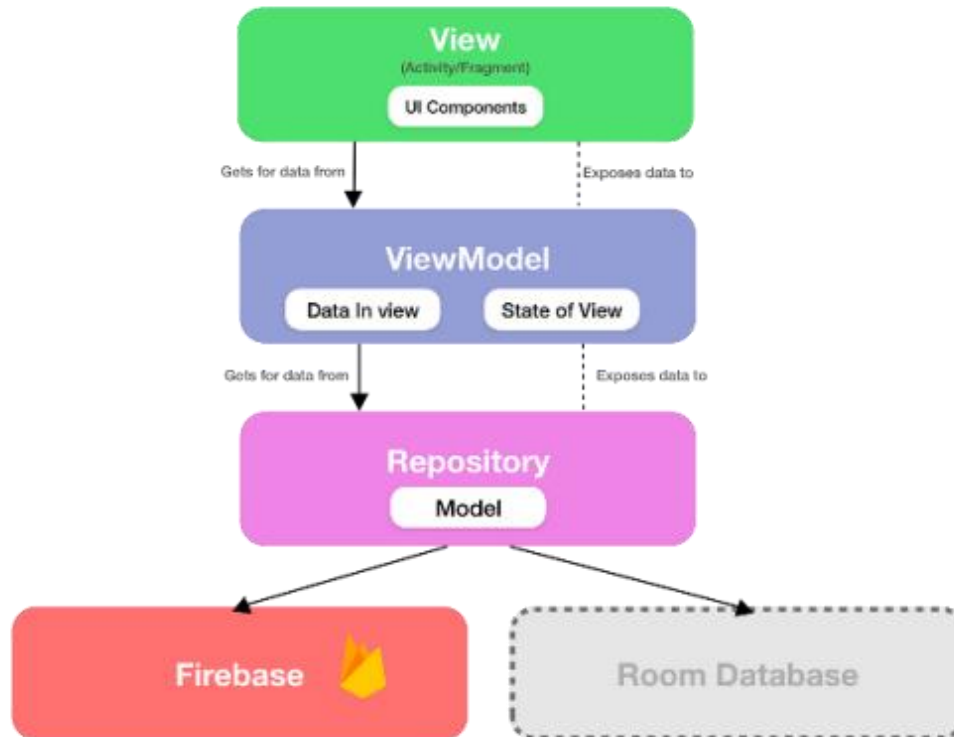 View
(Activity/Fragment)
UI Components
Gets for data from
Exposes data to
ViewModel
Data In view
State of View
Gets for data from
Exposes data to
Repository
Model
Firebase
Room Database